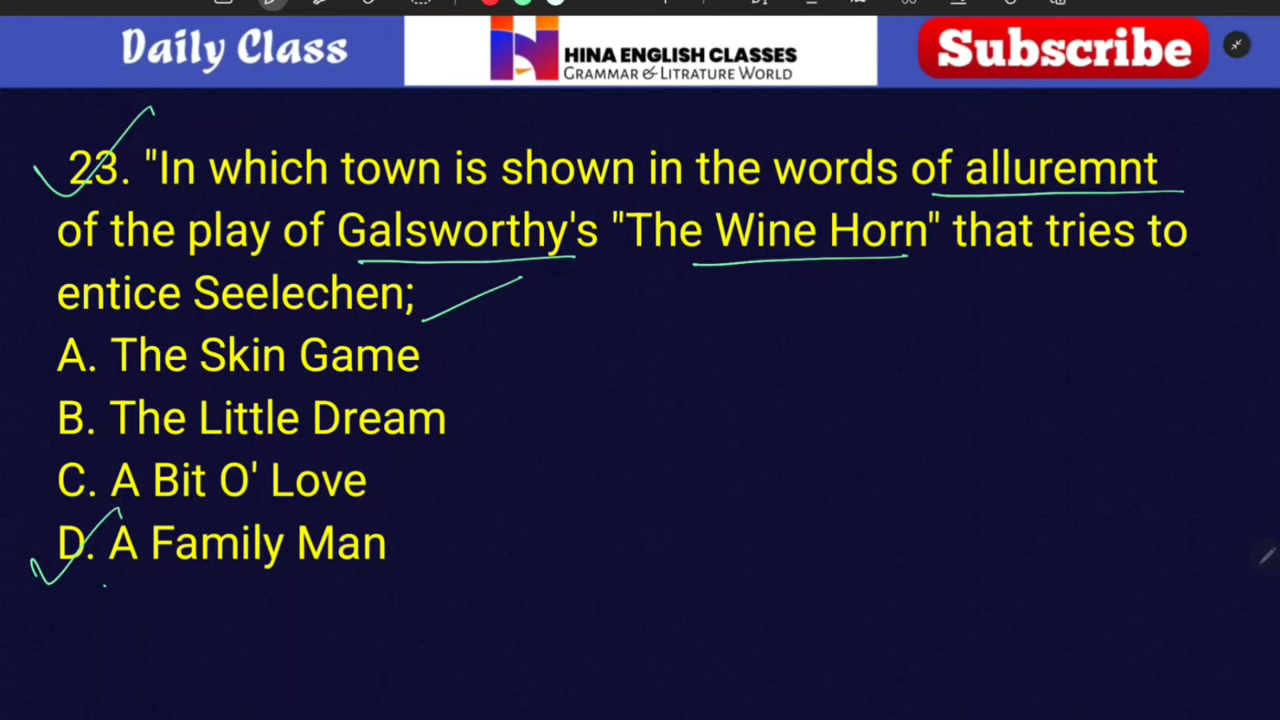 Daily Class
HINA ENGLISH CLASSES
GRAMMAR & LITRATURE WORLD
Subscribe
23. "In which town is shown in the words of alluremnt
of the play of Galsworthy's "The Wine Horn" that tries to
entice Seelechen;
A. The Skin Game
B. The Little Dream
C. A Bit O' Love
D. A Family Man